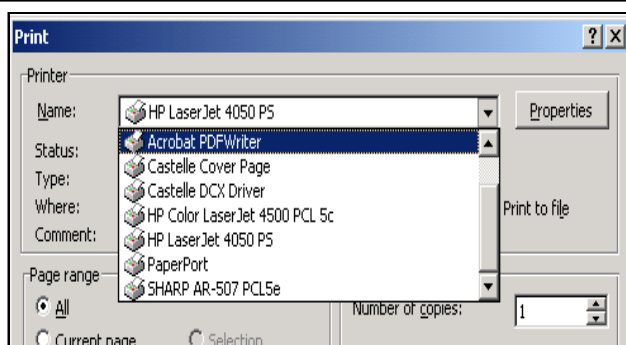 Print
Printer
Name: HP LaserJet 4050 PS Properties
Acrobat PDFWriter
Status:
Castelle Cover Page
Type:
Castelle DCX Driver
Where: HP Color LaserJet 4500 PCL 5c Print to file
Comment: HP LaserJet 4050 PS
PaperPort
Page range
SHARP AR-507 PCL5e
All Number of copies: 1
Current page Selection